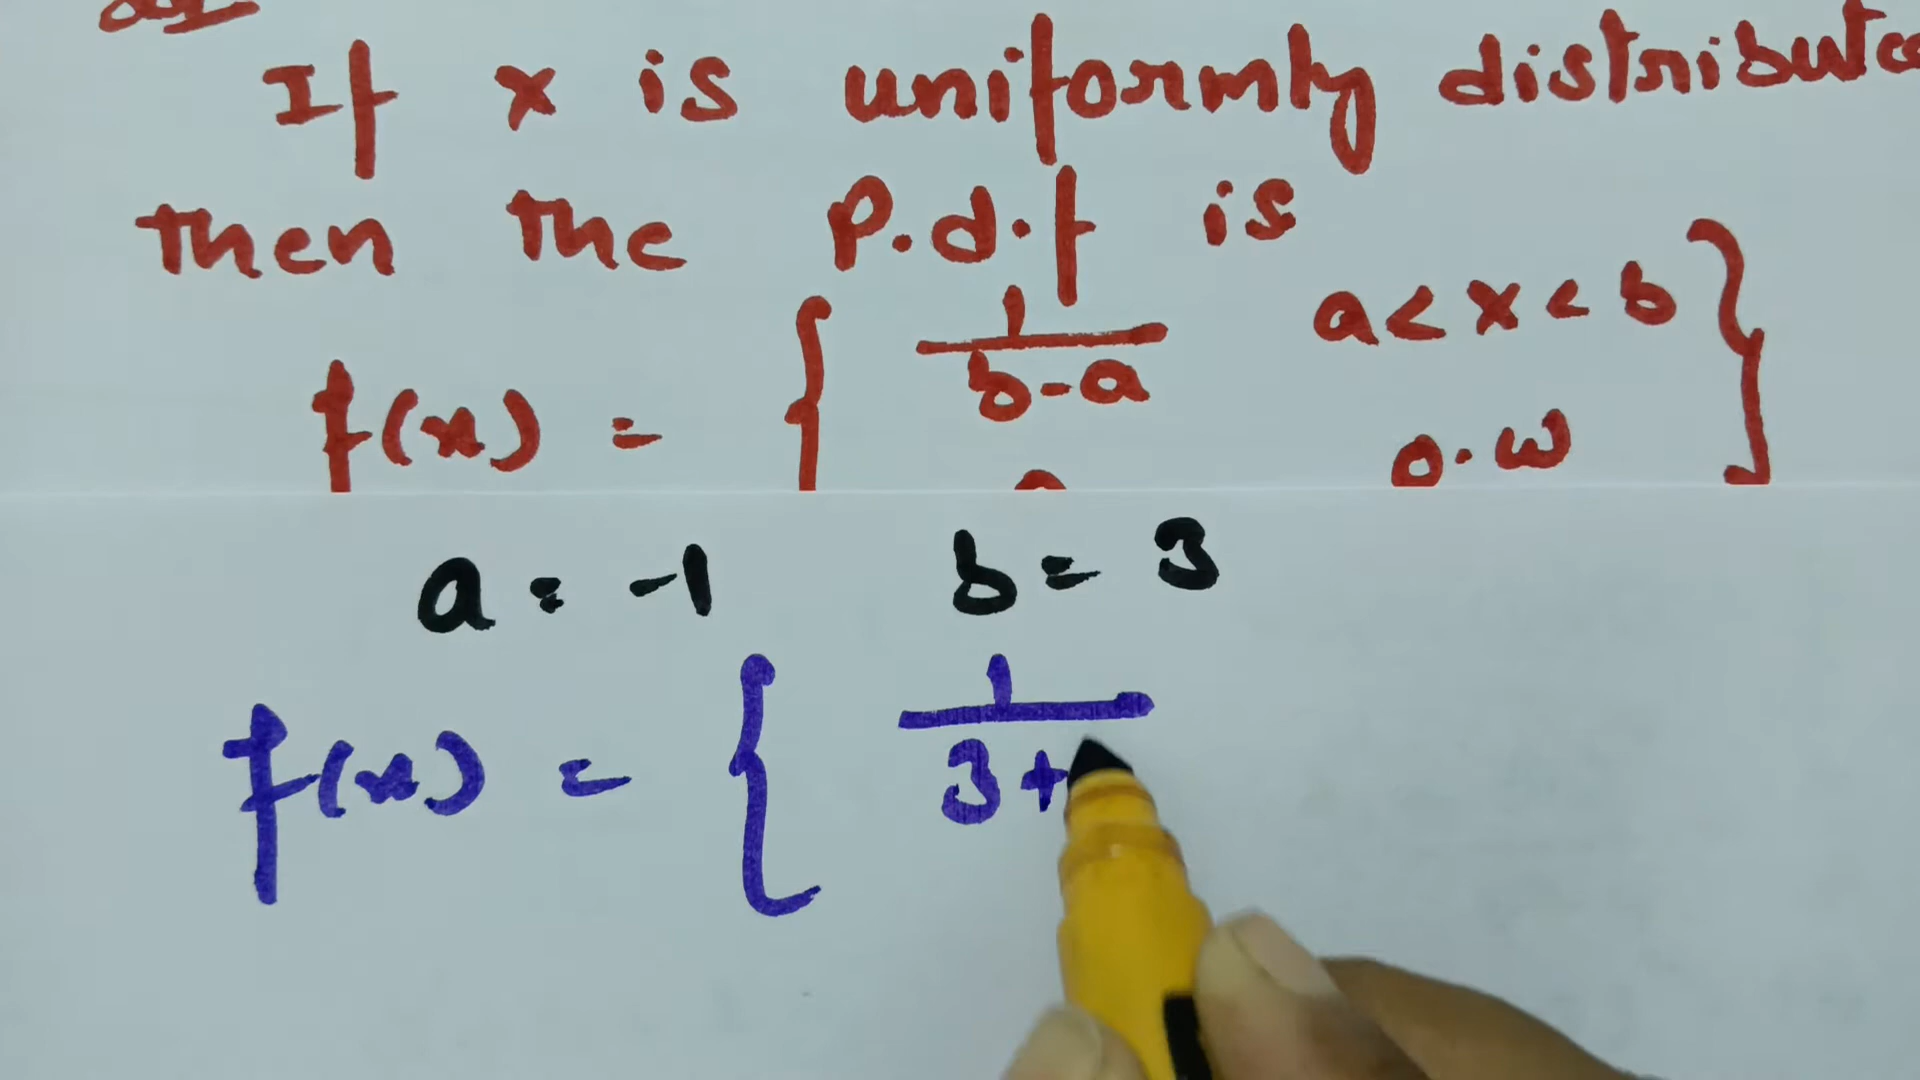 If x is uniformly distribute
then the P.d.f is
f(x) = { 1/b-a a<x<b }
o.w
a = -1 b = 3
f(x) = { 1/3+